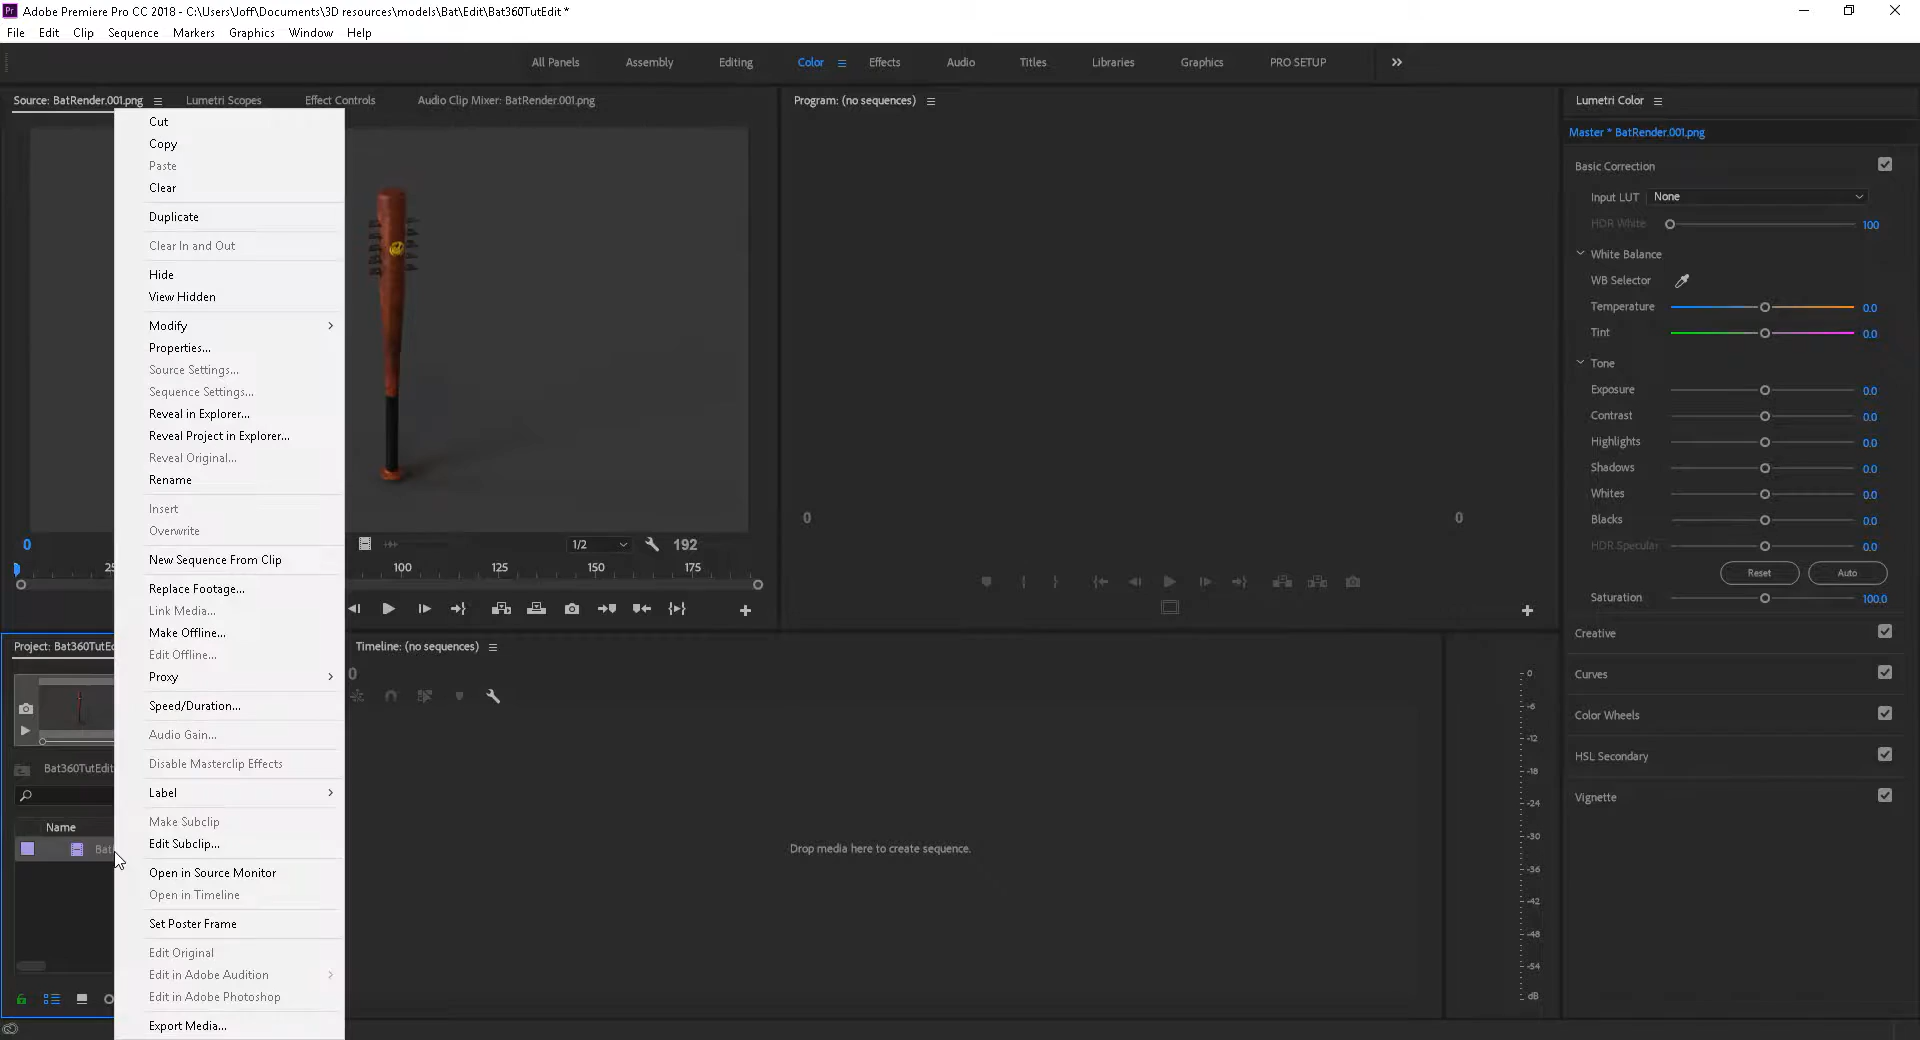 Adobe Premiere Pro CC 2018 - C:\Users\Joff\Documents\3D resources\models\Bat\Edit\Bat360TutEdit *
File Edit Clip Sequence Markers Graphics Window Help
All Panels Assembly Editing Color Effects Audio Titles Libraries Graphics PRO SETUP
Source: BatRender.001.png Lumetri Scopes Effect Controls Audio Clip Mixer: BatRender.001.png
Program: (no sequences)
Lumetri Color
Master * BatRender.001.png
Basic Correction
Input LUT None
HDR White 100
White Balance
WB Selector
Temperature 0.0
Tint 0.0
Tone
Exposure 0.0
Contrast 0.0
Highlights 0.0
Shadows 0.0
Whites 0.0
Blacks 0.0
HDR Specular 0.0
Reset Auto
Saturation 100.0
Creative
Curves
Color Wheels
HSL Secondary
Vignette
Cut
Copy
Paste
Clear
Duplicate
Clear In and Out
Hide
View Hidden
Modify
Properties...
Source Settings...
Sequence Settings...
Reveal in Explorer...
Reveal Project in Explorer...
Reveal Original...
Rename
Insert
Overwrite
New Sequence From Clip
Replace Footage...
Link Media...
Make Offline...
Edit Offline...
Proxy
Speed/Duration...
Audio Gain...
Disable Masterclip Effects
Label
Make Subclip
Edit Subclip...
Open in Source Monitor
Open in Timeline
Set Poster Frame
Edit Original
Edit in Adobe Audition
Edit in Adobe Photoshop
Export Media...
0 1/2 192
25 100 125 150 175
0 0
Project: Bat360TutE
Bat360TutEdit
Name
Bat
Timeline: (no sequences)
0
Drop media here to create sequence.
0
-6
-12
-18
-24
-30
-36
-42
-48
-54
dB